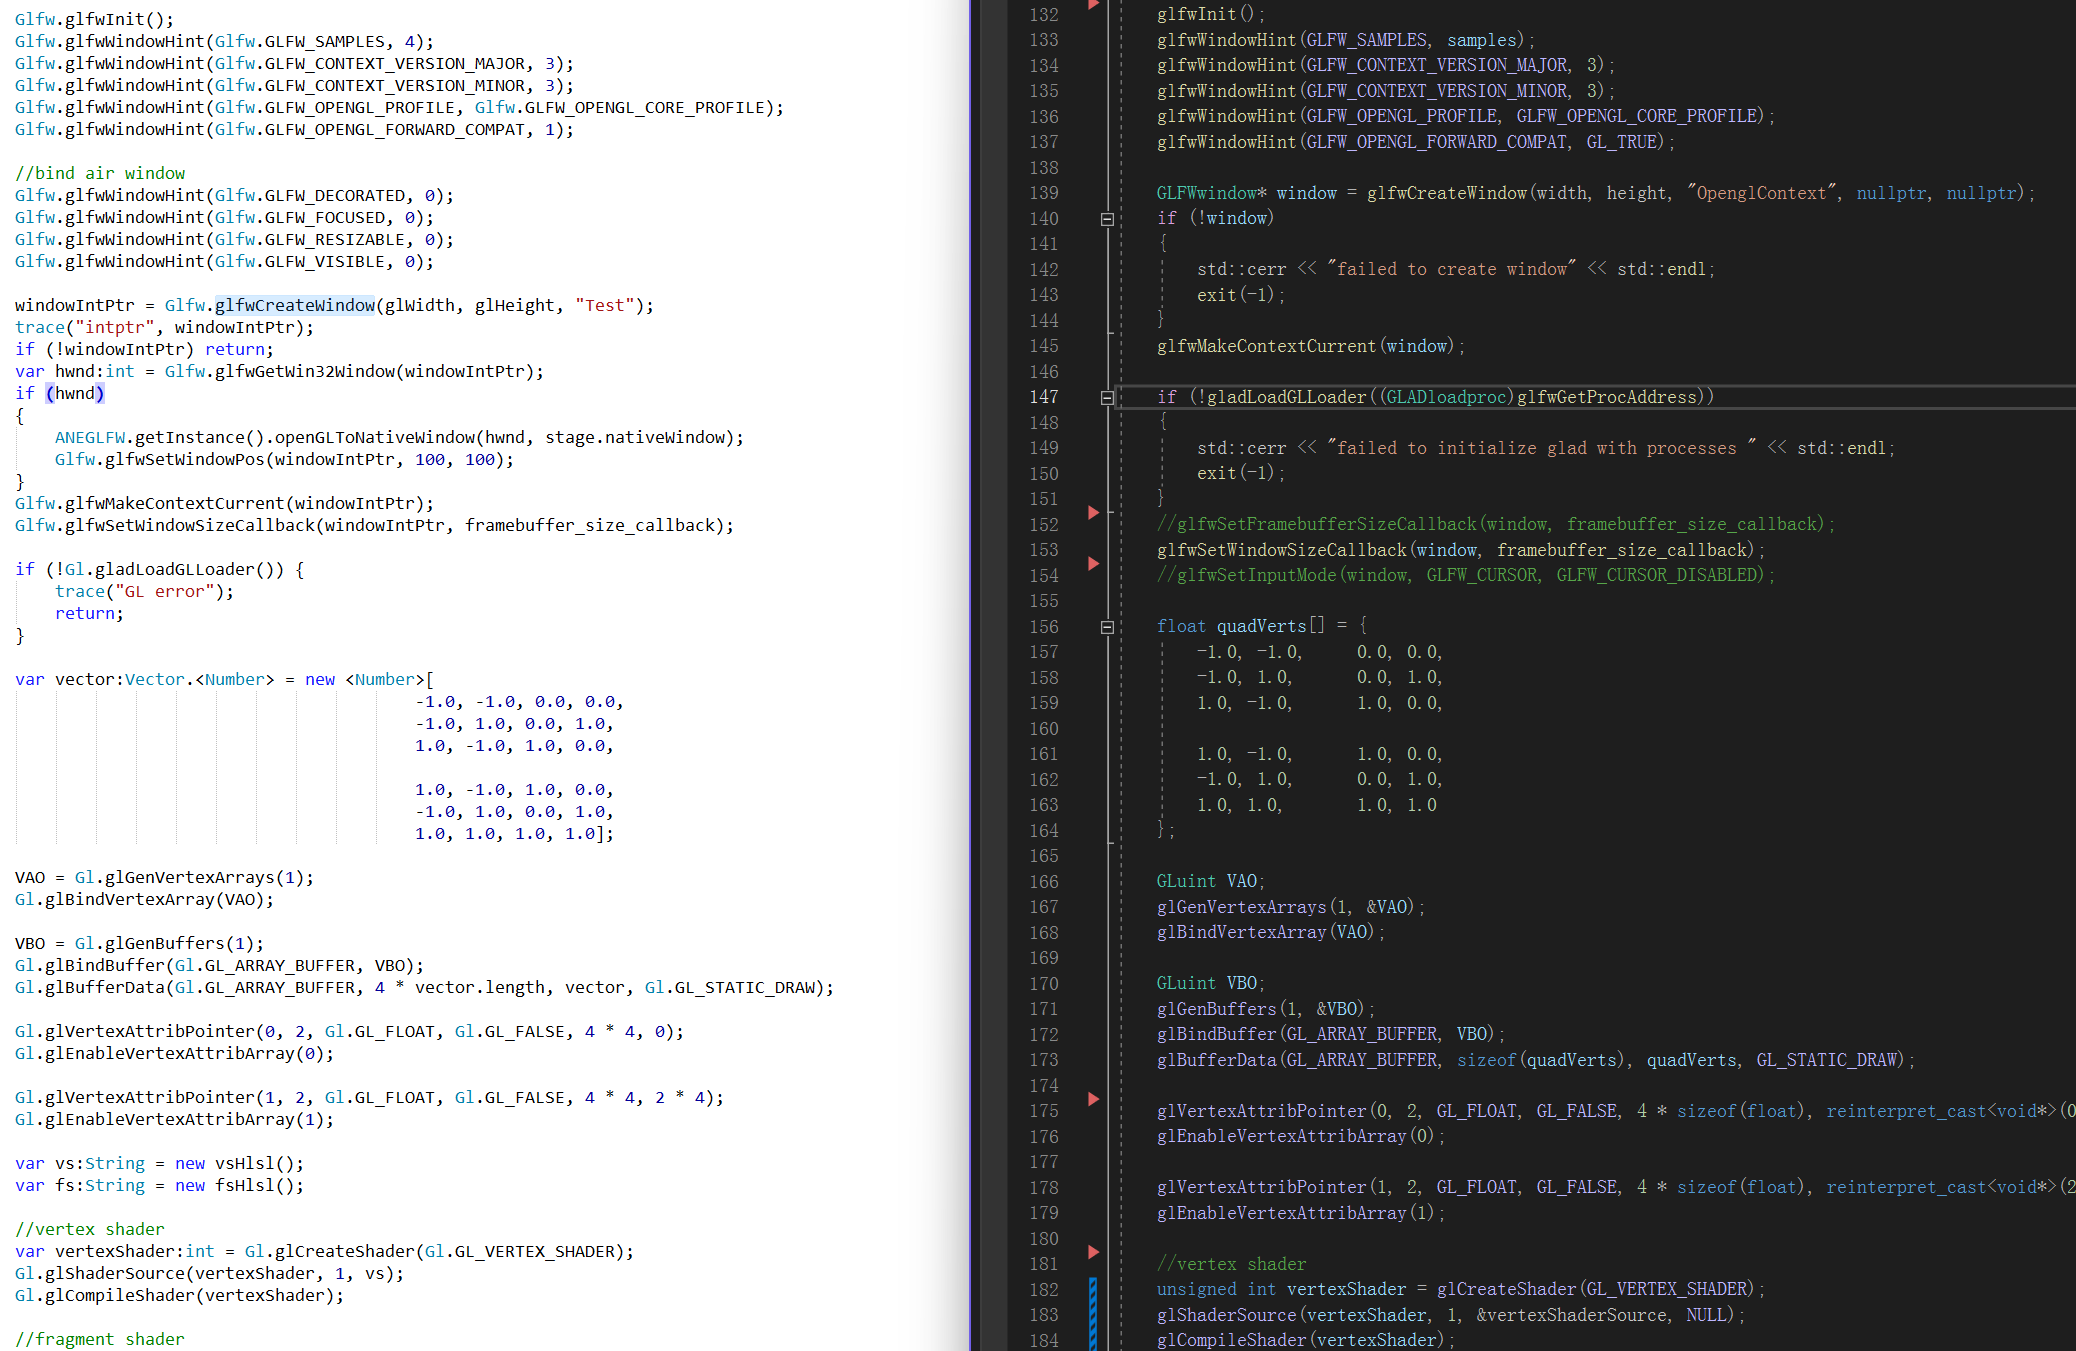 Glfw.glfwInit();
Glfw.glfwWindowHint(Glfw.GLFW_SAMPLES, 4);
Glfw.glfwWindowHint(Glfw.GLFW_CONTEXT_VERSION_MAJOR, 3);
Glfw.glfwWindowHint(Glfw.GLFW_CONTEXT_VERSION_MINOR, 3);
Glfw.glfwWindowHint(Glfw.GLFW_OPENGL_PROFILE, Glfw.GLFW_OPENGL_CORE_PROFILE);
Glfw.glfwWindowHint(Glfw.GLFW_OPENGL_FORWARD_COMPAT, 1);
//bind air window
Glfw.glfwWindowHint(Glfw.GLFW_DECORATED, 0);
Glfw.glfwWindowHint(Glfw.GLFW_FOCUSED, 0);
Glfw.glfwWindowHint(Glfw.GLFW_RESIZABLE, 0);
Glfw.glfwWindowHint(Glfw.GLFW_VISIBLE, 0);
windowIntPtr = Glfw.glfwCreateWindow(glWidth, glHeight, "Test");
trace("intptr", windowIntPtr);
if (!windowIntPtr) return;
var hwnd:int = Glfw.glfwGetWin32Window(windowIntPtr);
if (hwnd)
{
ANEGLFW.getInstance().openGLToNativeWindow(hwnd, stage.nativeWindow);
Glfw.glfwSetWindowPos(windowIntPtr, 100, 100);
}
Glfw.glfwMakeContextCurrent(windowIntPtr);
Glfw.glfwSetWindowSizeCallback(windowIntPtr, framebuffer_size_callback);
if (!Gl.gladLoadGLLoader()) {
trace("GL error");
return;
}
var vector:Vector.<Number> = new <Number>[
-1.0, -1.0, 0.0, 0.0,
-1.0, 1.0, 0.0, 1.0,
1.0, -1.0, 1.0, 0.0,
1.0, -1.0, 1.0, 0.0,
-1.0, 1.0, 0.0, 1.0,
1.0, 1.0, 1.0, 1.0];
VAO = Gl.glGenVertexArrays(1);
Gl.glBindVertexArray(VAO);
VBO = Gl.glGenBuffers(1);
Gl.glBindBuffer(Gl.GL_ARRAY_BUFFER, VBO);
Gl.glBufferData(Gl.GL_ARRAY_BUFFER, 4 * vector.length, vector, Gl.GL_STATIC_DRAW);
Gl.glVertexAttribPointer(0, 2, Gl.GL_FLOAT, Gl.GL_FALSE, 4 * 4, 0);
Gl.glEnableVertexAttribArray(0);
Gl.glVertexAttribPointer(1, 2, Gl.GL_FLOAT, Gl.GL_FALSE, 4 * 4, 2 * 4);
Gl.glEnableVertexAttribArray(1);
var vs:String = new vsHlsl();
var fs:String = new fsHlsl();
//vertex shader
var vertexShader:int = Gl.glCreateShader(Gl.GL_VERTEX_SHADER);
Gl.glShaderSource(vertexShader, 1, vs);
Gl.glCompileShader(vertexShader);
//fragment shader
132 glfwInit();
133 glfwWindowHint(GLFW_SAMPLES, samples);
134 glfwWindowHint(GLFW_CONTEXT_VERSION_MAJOR, 3);
135 glfwWindowHint(GLFW_CONTEXT_VERSION_MINOR, 3);
136 glfwWindowHint(GLFW_OPENGL_PROFILE, GLFW_OPENGL_CORE_PROFILE);
137 glfwWindowHint(GLFW_OPENGL_FORWARD_COMPAT, GL_TRUE);
138
139 GLFWwindow* window = glfwCreateWindow(width, height, "OpenglContext", nullptr, nullptr);
140 if (!window)
141 {
142 std::cerr << "failed to create window" << std::endl;
143 exit(-1);
144 }
145 glfwMakeContextCurrent(window);
146
147 if (!gladLoadGLLoader((GLADloadproc)glfwGetProcAddress))
148 {
149 std::cerr << "failed to initialize glad with processes " << std::endl;
150 exit(-1);
151 }
152 //glfwSetFramebufferSizeCallback(window, framebuffer_size_callback);
153 glfwSetWindowSizeCallback(window, framebuffer_size_callback);
154 //glfwSetInputMode(window, GLFW_CURSOR, GLFW_CURSOR_DISABLED);
155
156 float quadVerts[] = {
157 -1.0, -1.0, 0.0, 0.0,
158 -1.0, 1.0, 0.0, 1.0,
159 1.0, -1.0, 1.0, 0.0,
160
161 1.0, -1.0, 1.0, 0.0,
162 -1.0, 1.0, 0.0, 1.0,
163 1.0, 1.0, 1.0, 1.0
164 };
165
166 GLuint VAO;
167 glGenVertexArrays(1, &VAO);
168 glBindVertexArray(VAO);
169
170 GLuint VBO;
171 glGenBuffers(1, &VBO);
172 glBindBuffer(GL_ARRAY_BUFFER, VBO);
173 glBufferData(GL_ARRAY_BUFFER, sizeof(quadVerts), quadVerts, GL_STATIC_DRAW);
174
175 glVertexAttribPointer(0, 2, GL_FLOAT, GL_FALSE, 4 * sizeof(float), reinterpret_cast<void*>(0
176 glEnableVertexAttribArray(0);
177
178 glVertexAttribPointer(1, 2, GL_FLOAT, GL_FALSE, 4 * sizeof(float), reinterpret_cast<void*>(2
179 glEnableVertexAttribArray(1);
180
181 //vertex shader
182 unsigned int vertexShader = glCreateShader(GL_VERTEX_SHADER);
183 glShaderSource(vertexShader, 1, &vertexShaderSource, NULL);
184 glCompileShader(vertexShader);